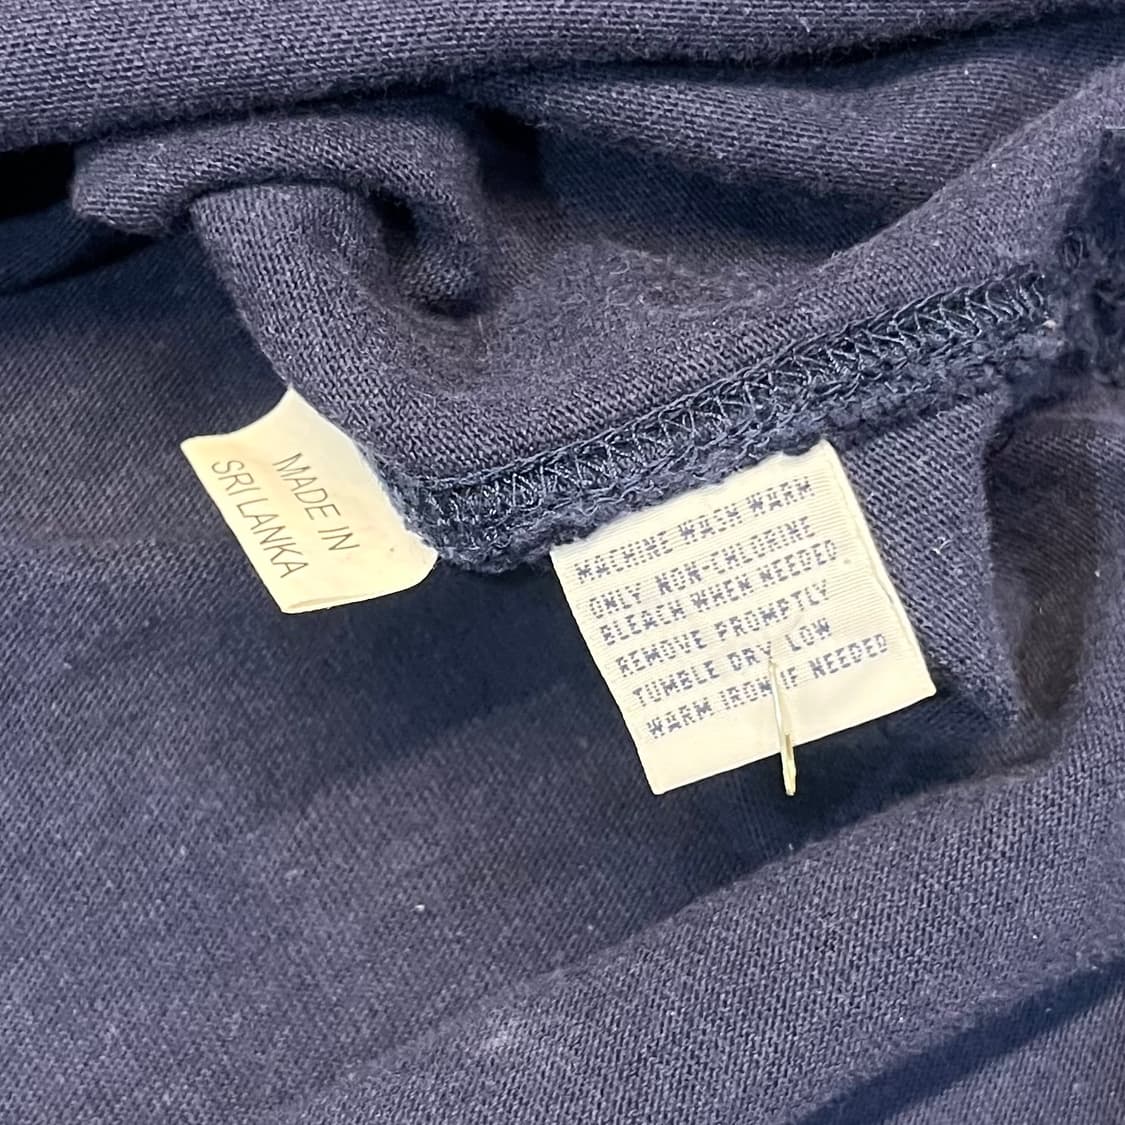 MADE IN
SRI LANKA
MACHINE WASH WARM
ONLY NON-CHLORINE
BLEACH WHEN NEEDED
REMOVE PROMPTLY
TUMBLE DRY LOW
WARM IRON IF NEEDED